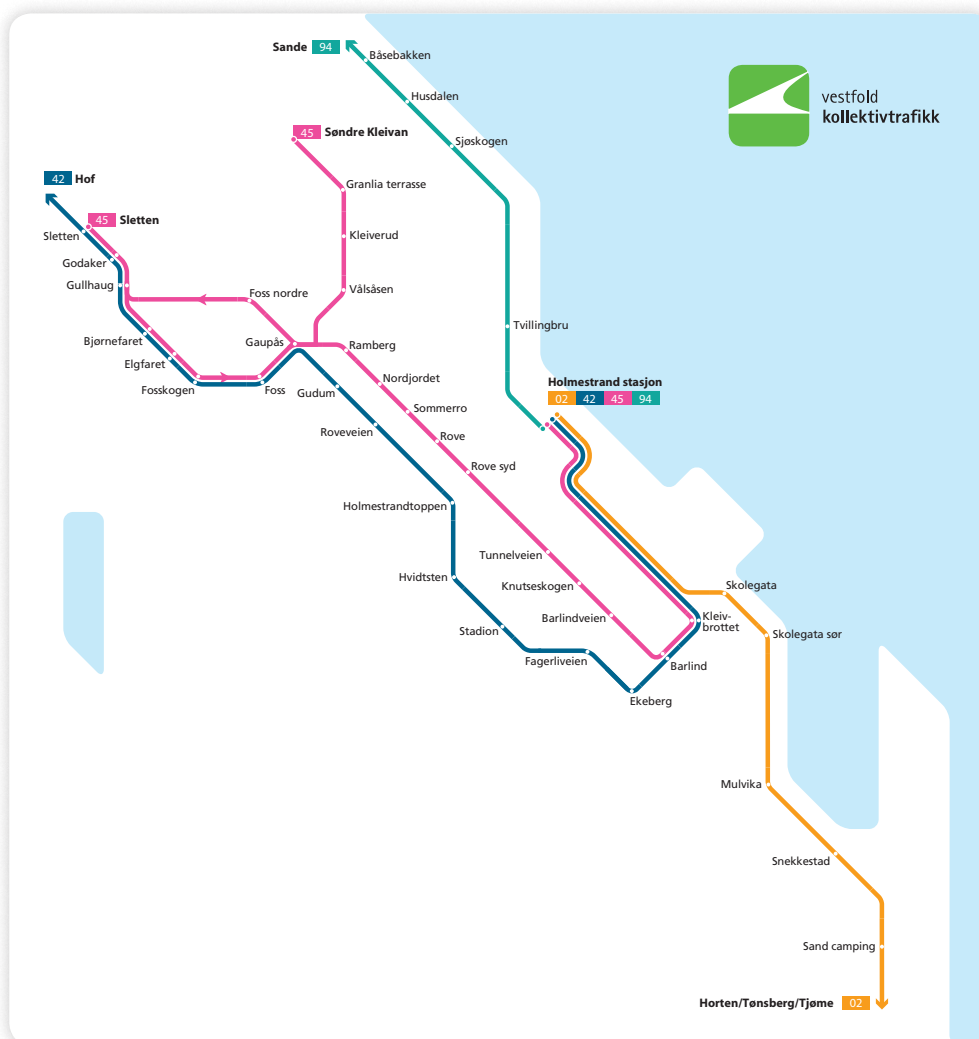 Sande 94
Båsebakken
Husdalen
Sjøskogen
vestfold
kollektivtrafikk
45 Søndre Kleivan
Granlia terrasse
Kleiverud
Vålsåsen
42 Hof
45 Sletten
Sletten
Godaker
Gullhaug
Foss nordre
Bjørnefaret
Elgfaret
Fosskogen
Foss
Gaupås
Ramberg
Nordjordet
Sommerro
Rove
Rove syd
Gudum
Roveveien
Holmestrandtoppen
Hvidtsten
Stadion
Fagerliveien
Ekeberg
Tunnelveien
Knutseskogen
Barlindveien
Barlind
Kleiv-
brottet
Tvillingbru
Holmestrand stasjon
02 42 45 94
Skolegata
Skolegata sør
Mulvika
Snekkestad
Sand camping
Horten/Tønsberg/Tjøme 02